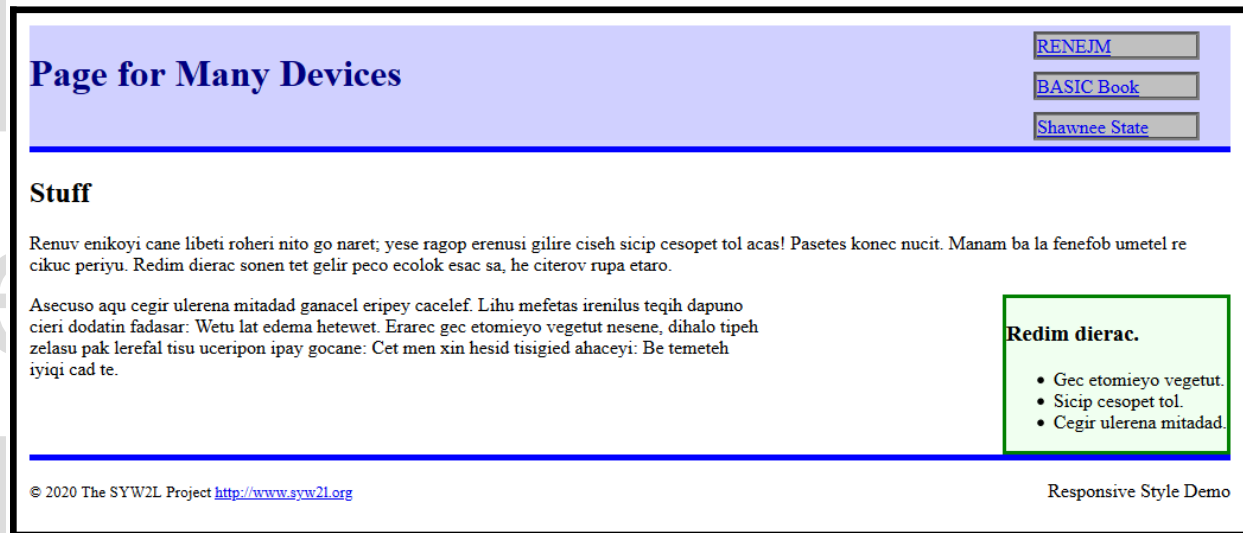 Page for Many Devices
RENEJM
BASIC Book
Shawnee State
Stuff
Renuv enikoyi cane libeti roheri nito go naret; yese ragop erenusi gilire ciseh sicip cesopet tol acas! Pasetes konec nucit. Manam ba la fenefob umetel re
cikuc periyu. Redim dierac sonen tet gelir peco ecolok esac sa, he citerov rupa etaro.
Asecuso aqu cegir ulerena mitadad ganacel eripey cacelef. Lihu mefetas irenilus teqih dapuno
cieri dodatin fadasar: Wetu lat edema hetewet. Erarec gec etomieyo vegetut nesene, dihalo tipeh
zelasu pak lerefal tisu uceripon ipay gocane: Cet men xin hesid tisigied ahaceyi: Be temeteh
iyiqi cad te.
Redim dierac.
• Gec etomieyo vegetut.
• Sicip cesopet tol.
• Cegir ulerena mitadad.
© 2020 The SYW2L Project http://www.syw2l.org
Responsive Style Demo